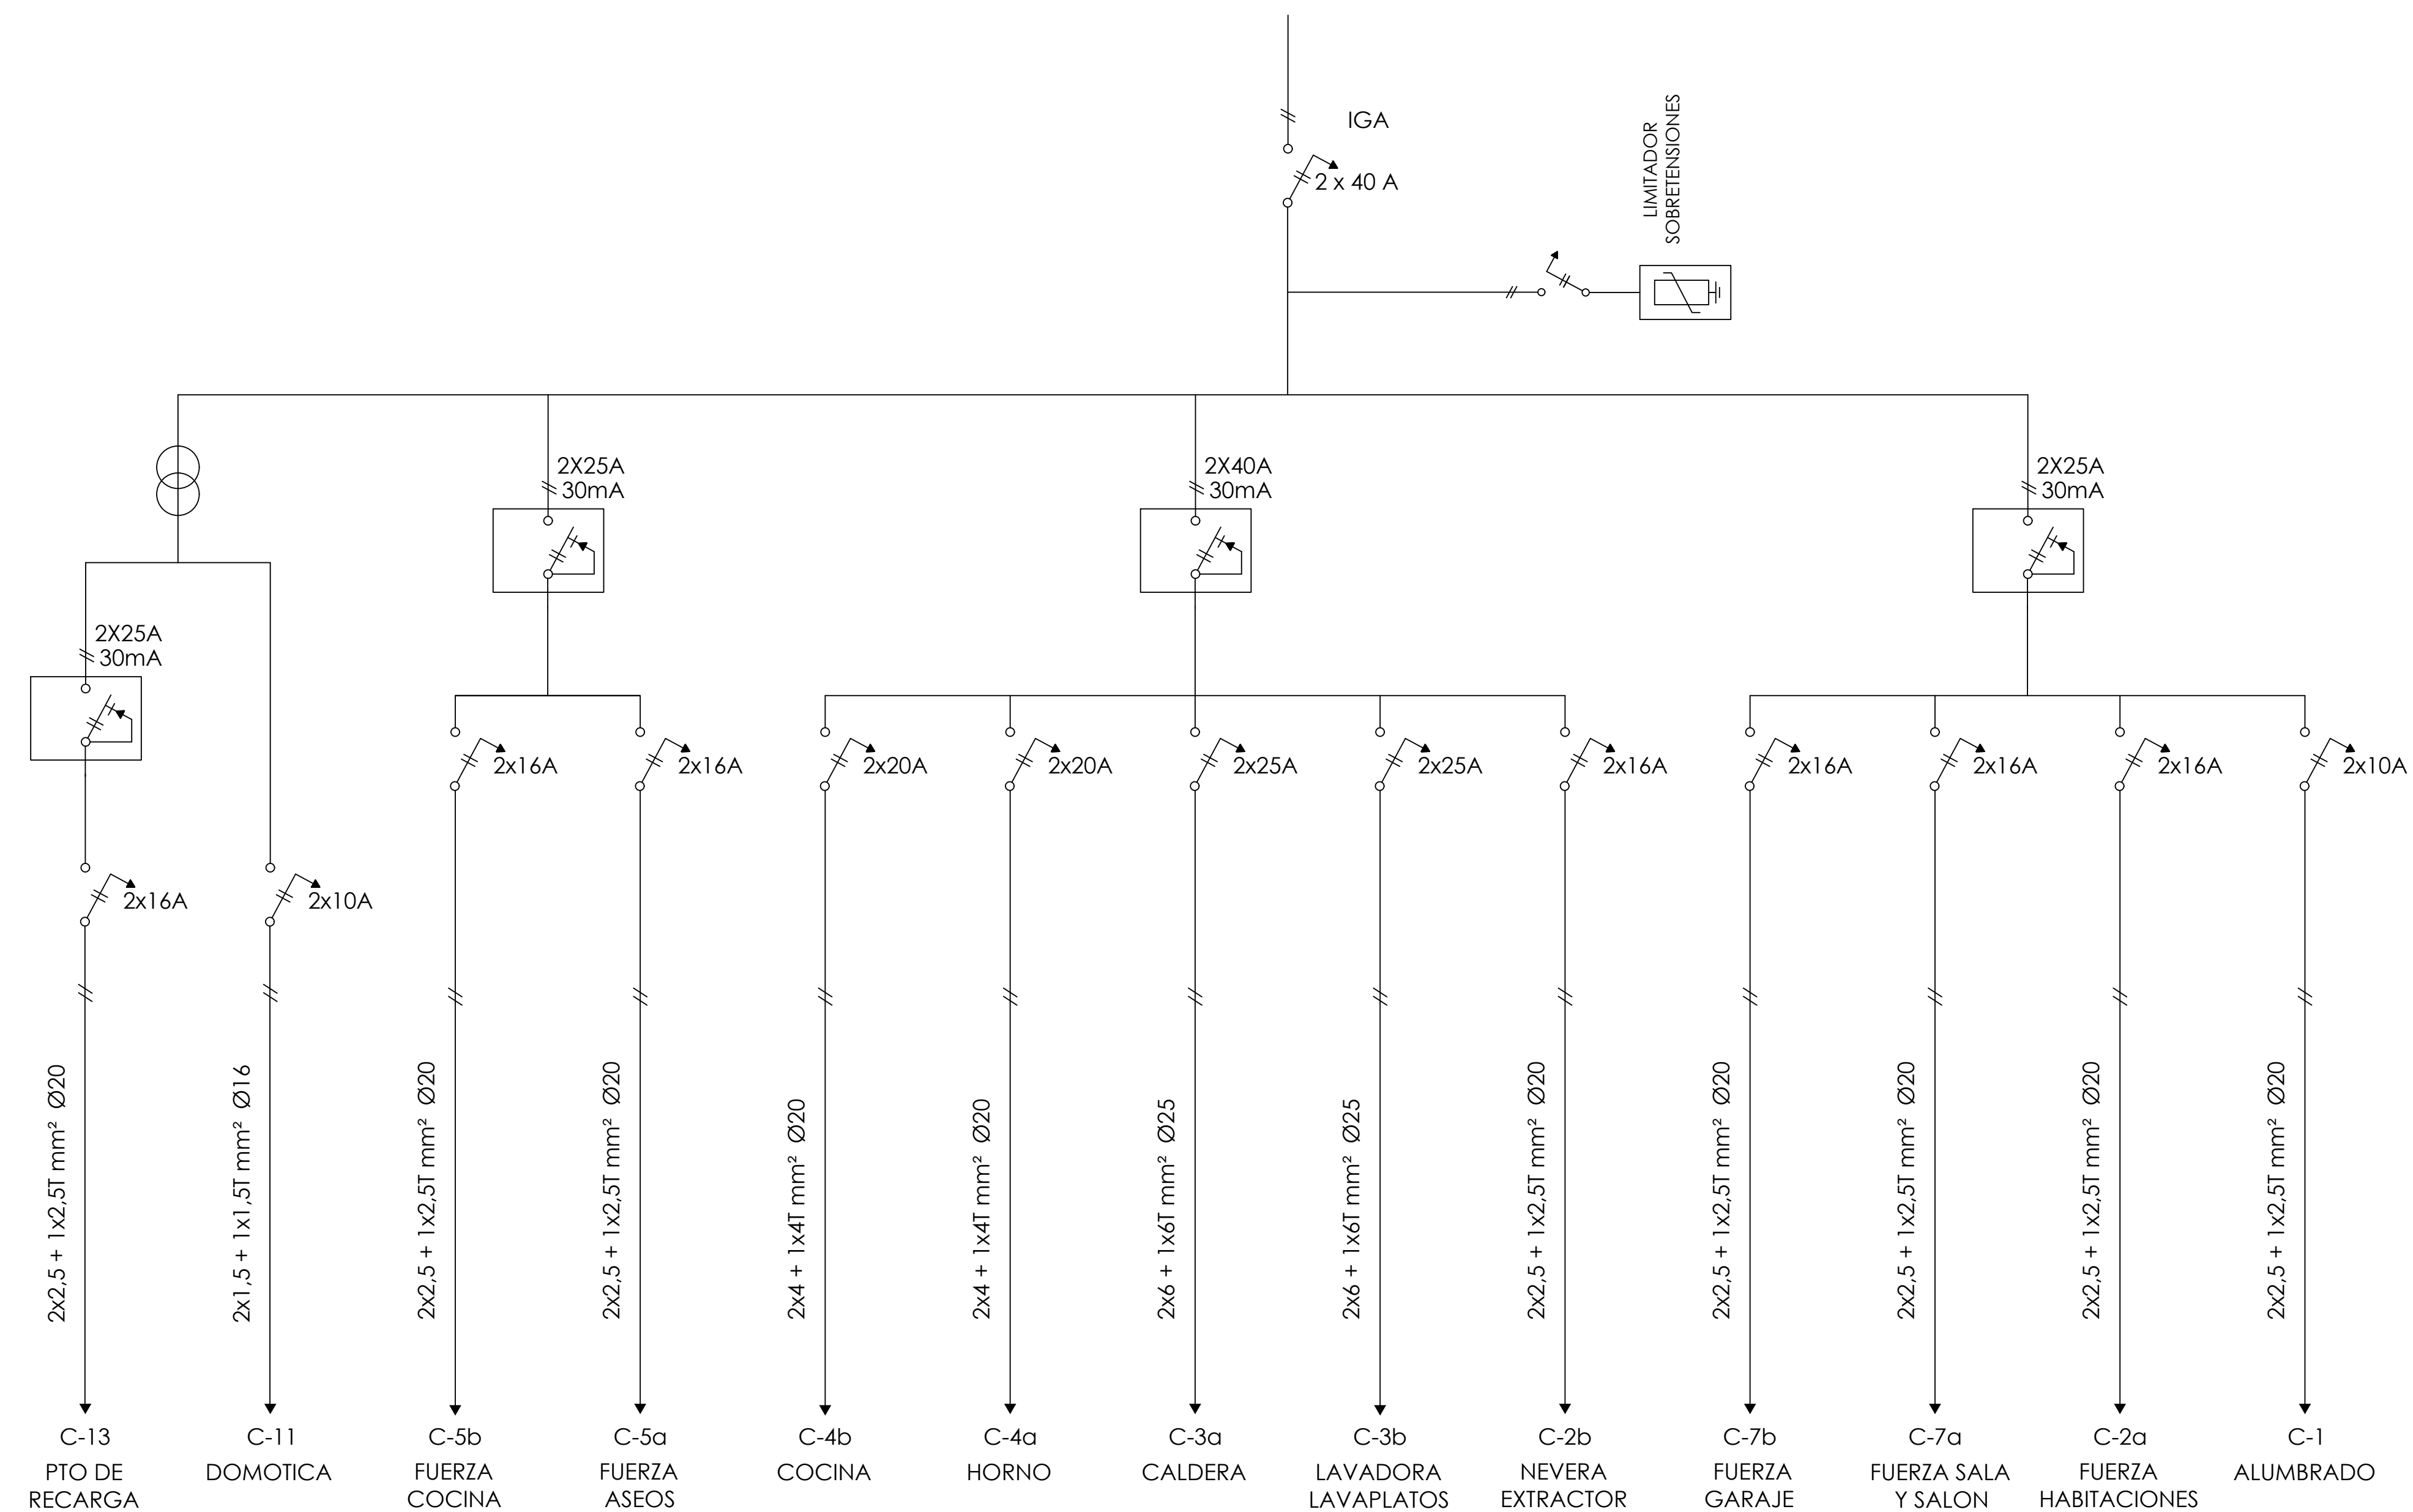 IGA
2 x 40 A
LIMITADOR
SOBRETENSIONES
2X25A
30mA
2X40A
30mA
2X25A
30mA
2X25A
30mA
2x16A
2x16A
2x20A
2x20A
2x25A
2x25A
2x16A
2x16A
2x16A
2x16A
2x10A
2x16A
2x10A
2x2,5 + 1x2,5T mm² Ø20
2x1,5 + 1x1,5T mm² Ø16
2x2,5 + 1x2,5T mm² Ø20
2x2,5 + 1x2,5T mm² Ø20
2x4 + 1x4T mm² Ø20
2x4 + 1x4T mm² Ø20
2x6 + 1x6T mm² Ø25
2x6 + 1x6T mm² Ø25
2x2,5 + 1x2,5T mm² Ø20
2x2,5 + 1x2,5T mm² Ø20
2x2,5 + 1x2,5T mm² Ø20
2x2,5 + 1x2,5T mm² Ø20
2x2,5 + 1x2,5T mm² Ø20
C-13
PTO DE
RECARGA
C-11
DOMOTICA
C-5b
FUERZA
COCINA
C-5a
FUERZA
ASEOS
C-4b
COCINA
C-4a
HORNO
C-3a
CALDERA
C-3b
LAVADORA
LAVAPLATOS
C-2b
NEVERA
EXTRACTOR
C-7b
FUERZA
GARAJE
C-7a
FUERZA SALA
Y SALON
C-2a
FUERZA
HABITACIONES
C-1
ALUMBRADO